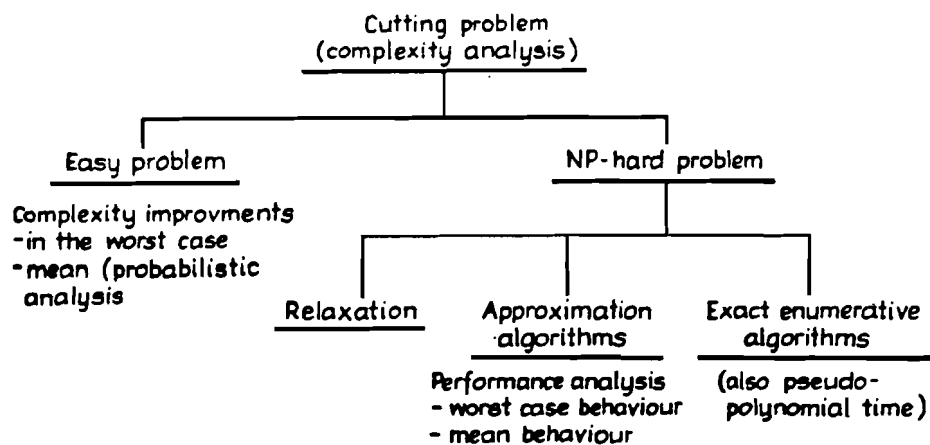 Cutting problem
(complexity analysis)
Easy problem
Complexity improvments
-in the worst case
-mean (probabilistic
analysis
NP-hard problem
Relaxation
Approximation
algorithms
Performance analysis
- worst case behaviour
- mean behaviour
Exact enumerative
algorithms
(also pseudo-
polynomial time)